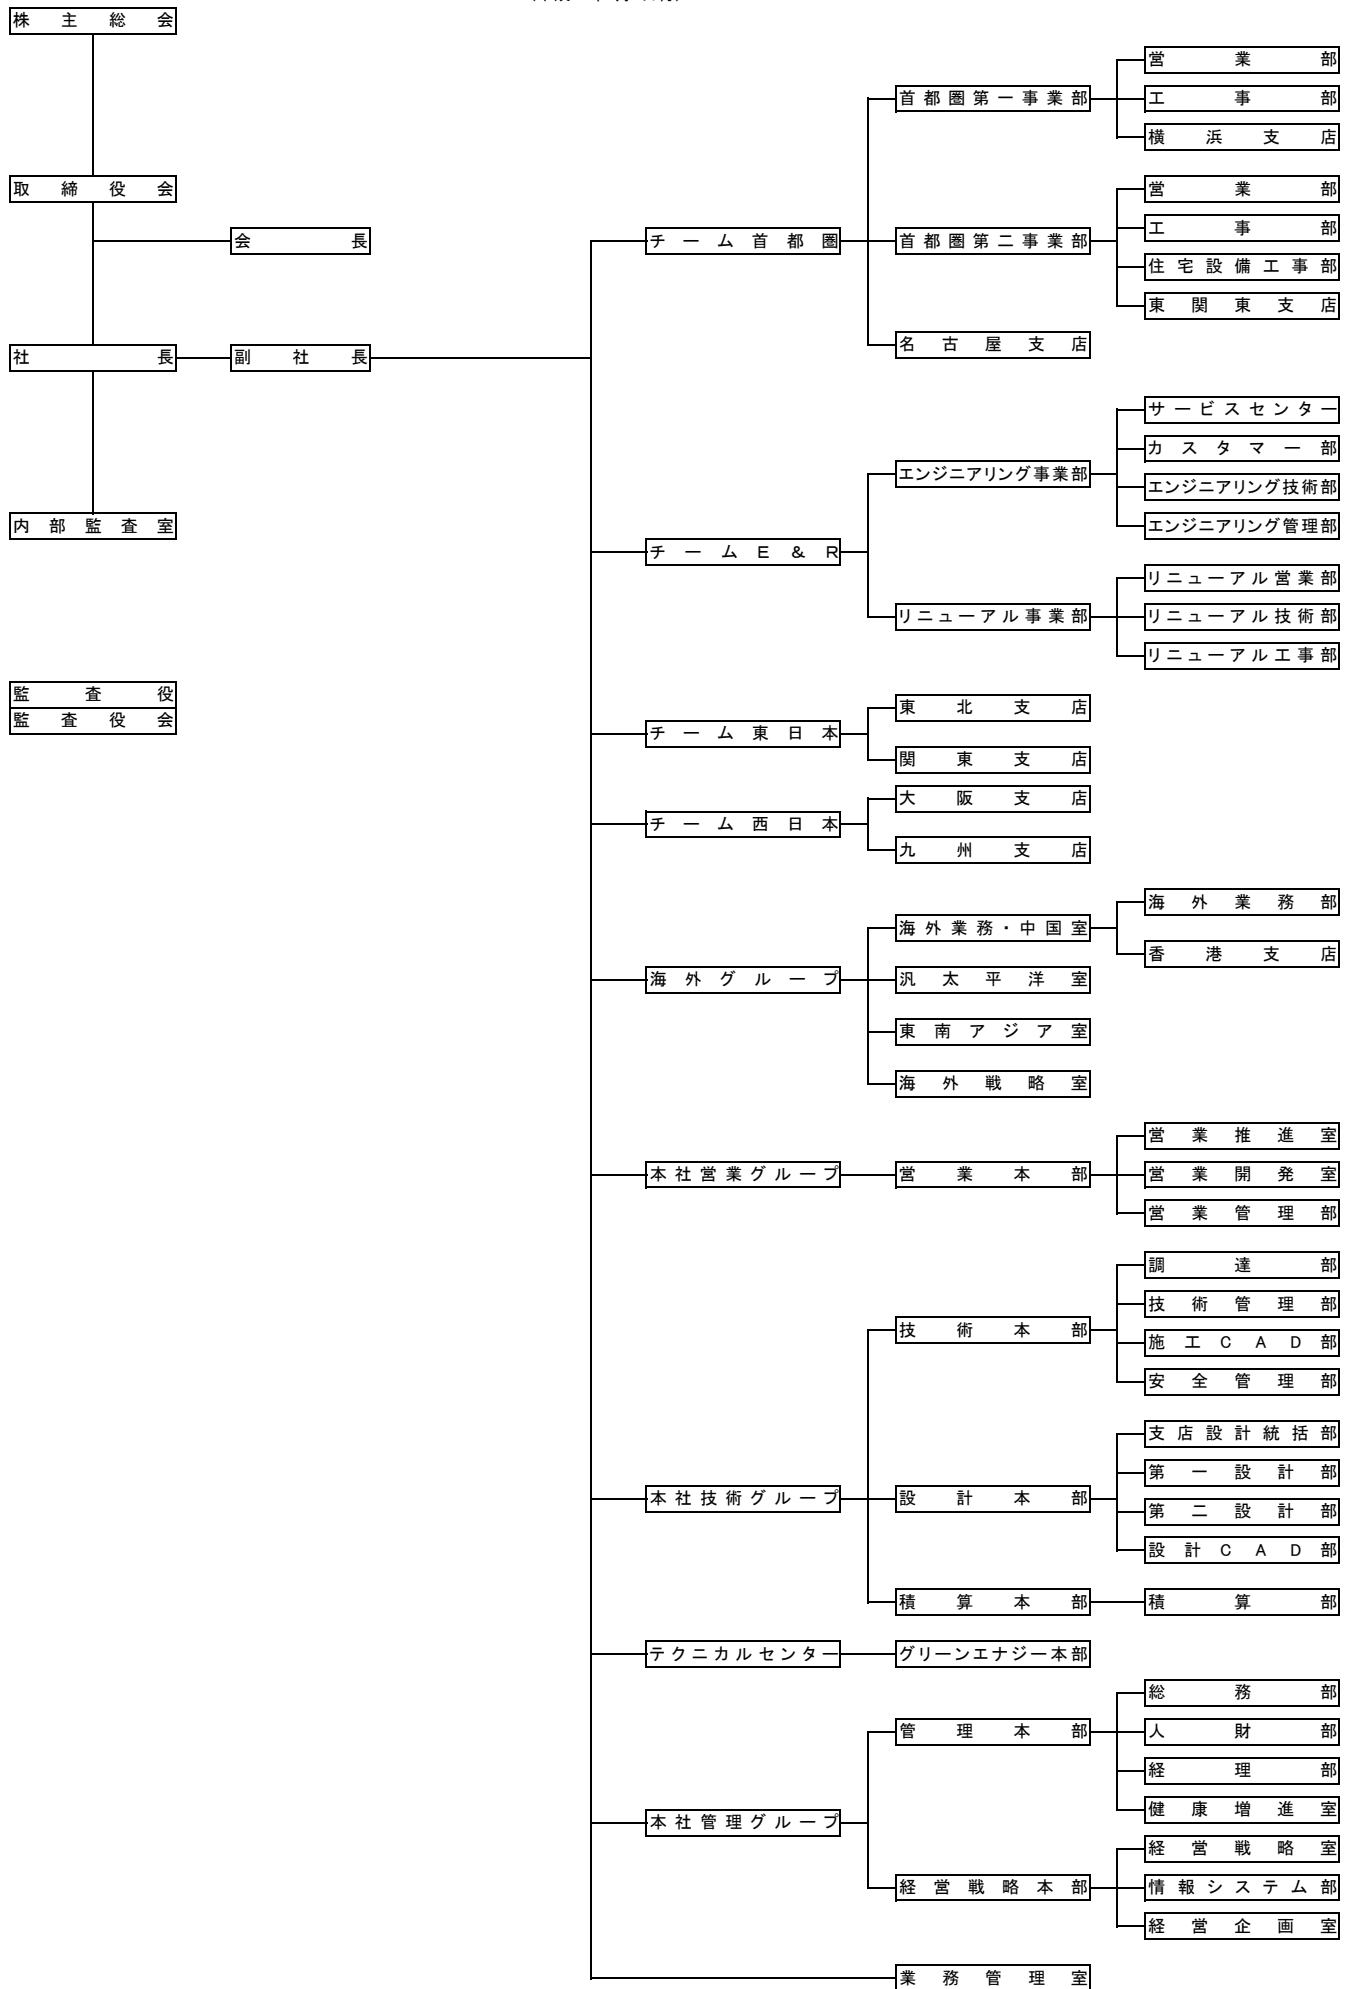 株主総会
営業部
首都圏第一事業部
工事部
横浜支店
取締役会
営業部
工事部
会長
チーム首都圏
首都圏第二事業部
住宅設備工事部
東関東支店
名古屋支店
社長
副社長
サービスセンター
カスタマー部
エンジニアリング事業部
エンジニアリング技術部
エンジニアリング管理部
内部監査室
チームE&R
リニューアル営業部
リニューアル事業部
リニューアル技術部
リニューアル工事部
監査役
監査役会
東北支店
チーム東日本
関東支店
大阪支店
チーム西日本
九州支店
海外業務部
海外業務・中国室
香港支店
海外グループ
汎太平洋室
東南アジア室
海外戦略室
営業推進室
本社営業グループ
営業本部
営業開発室
営業管理部
調達部
技術管理部
技術本部
施工CAD部
安全管理部
支店設計統括部
第一設計部
本社技術グループ
設計本部
第二設計部
設計CAD部
積算本部
積算部
テクニカルセンター
グリーンエナジー本部
総務部
管理本部
人財部
経理部
健康増進室
本社管理グループ
経営戦略室
経営戦略本部
情報システム部
経営企画室
業務管理室